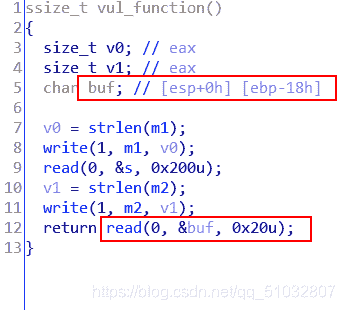 1 ssize_t vul_function()
2 {
3 size_t v0; // eax
4 size_t v1; // eax
5 char buf; // [esp+0h] [ebp-18h]
6
7 v0 = strlen(m1);
8 write(1, m1, v0);
9 read(0, &s, 0x200u);
10 v1 = strlen(m2);
11 write(1, m2, v1);
12 return read(0, &buf, 0x20u);
13 }
https://blog.csdn.net/qq_51032807